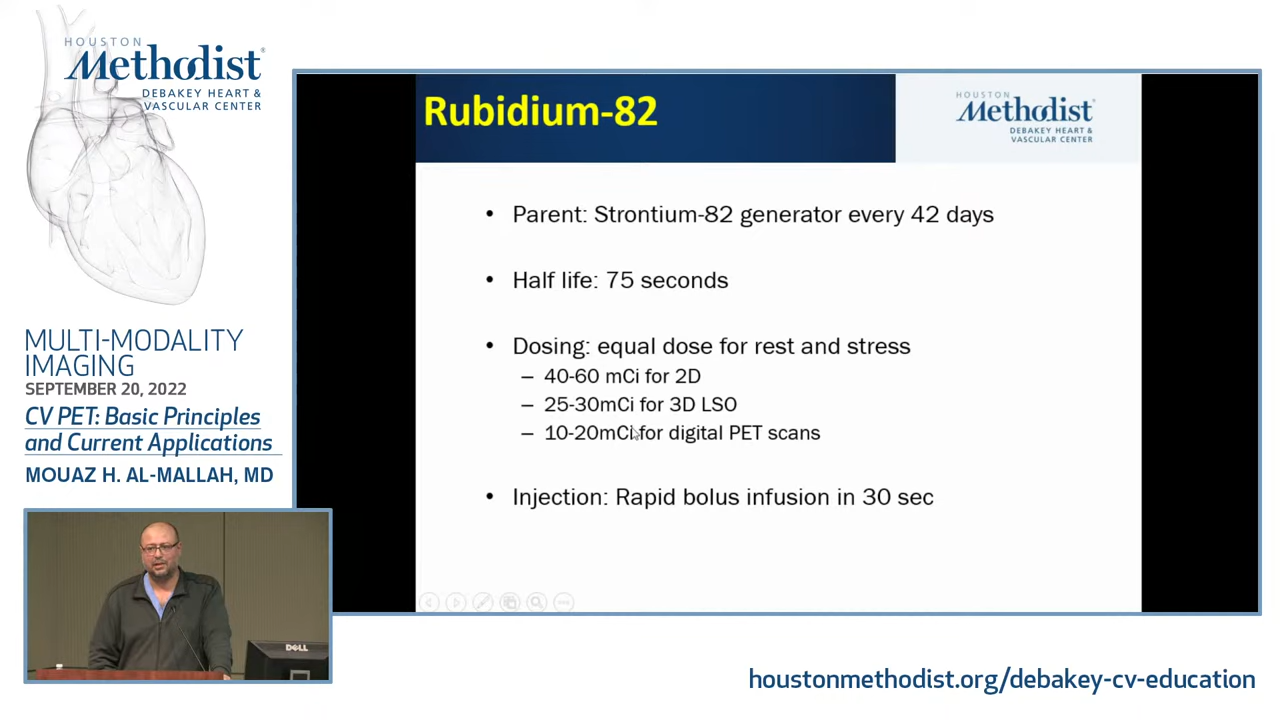 HOUSTON
Methodist®
DEBAKEY HEART &
VASCULAR CENTER
MULTI-MODALITY
IMAGING
SEPTEMBER 20, 2022
CV PET: Basic Principles
and Current Applications
MOUAZ H. AL-MALLAH, MD
Rubidium-82
HOUSTON
Methodist®
DEBAKEY HEART &
VASCULAR CENTER
• Parent: Strontium-82 generator every 42 days
• Half life: 75 seconds
• Dosing: equal dose for rest and stress
– 40-60 mCi for 2D
– 25-30mCi for 3D LSO
– 10-20mCi for digital PET scans
• Injection: Rapid bolus infusion in 30 sec
DELL
houstonmethodist.org/debakey-cv-education